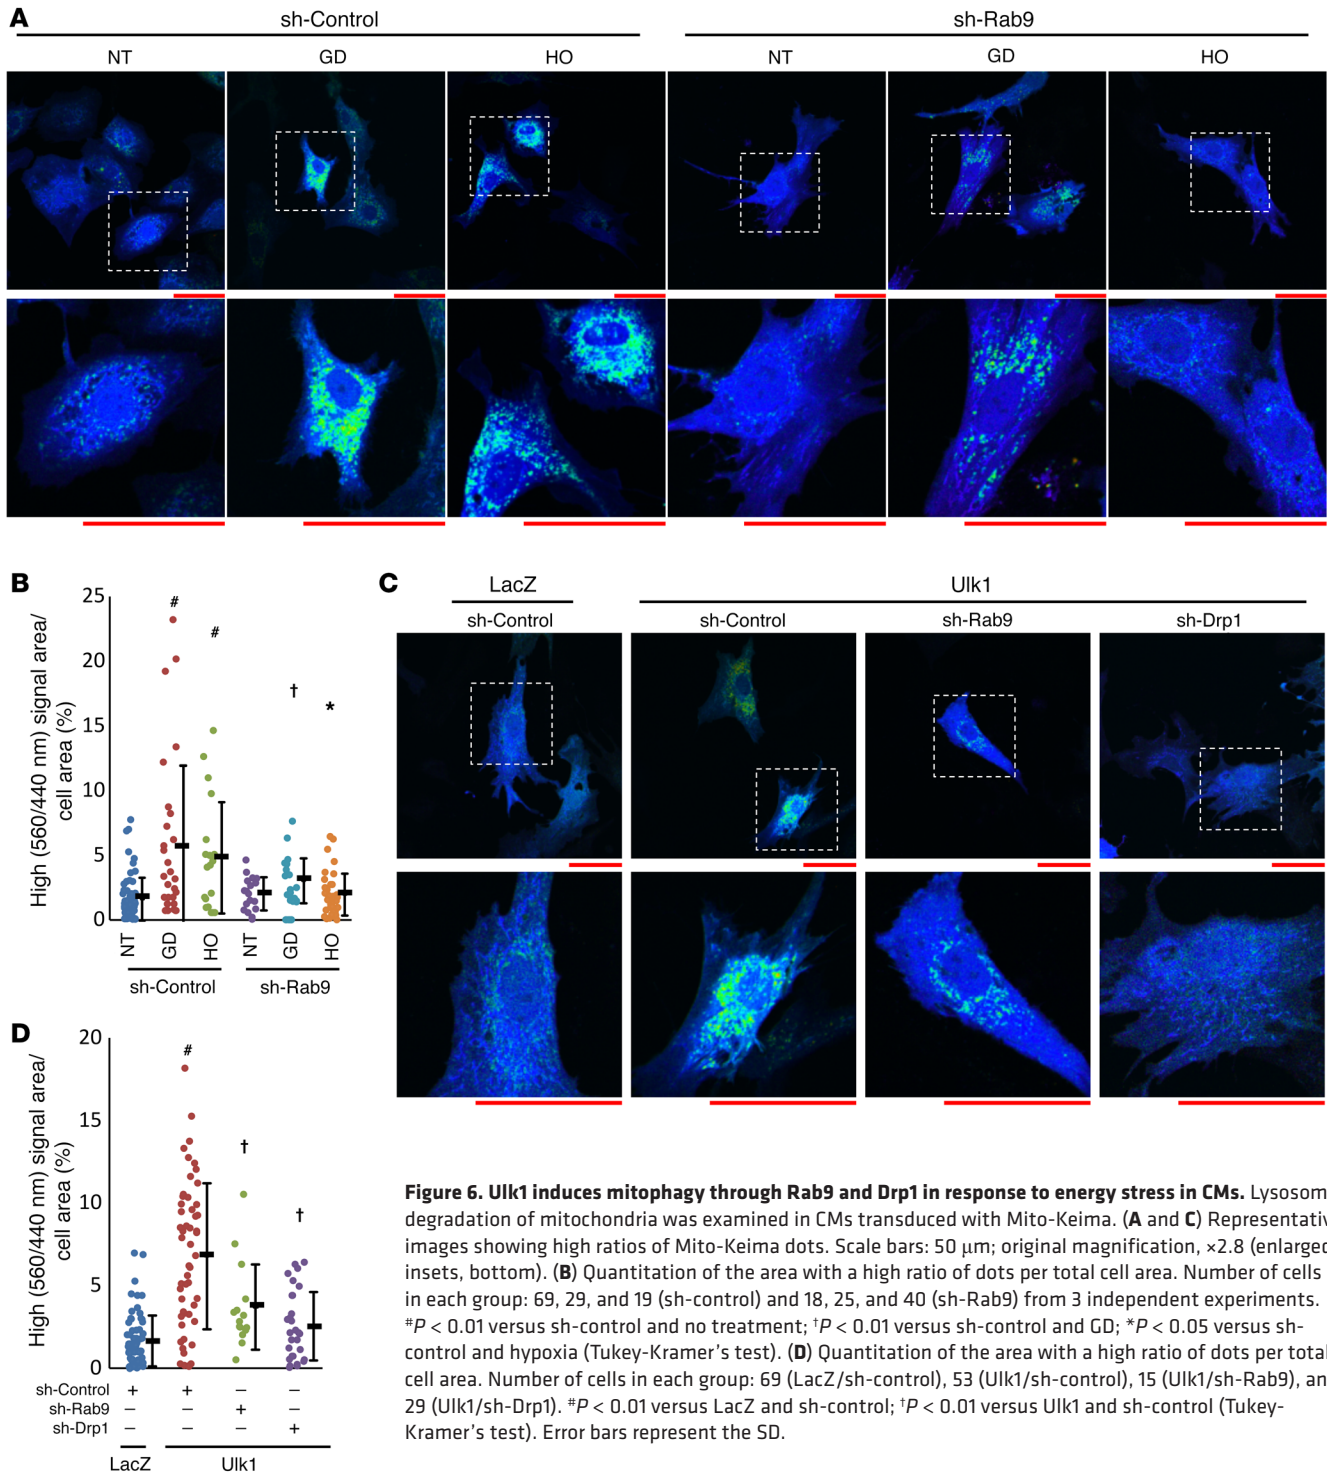 A
sh-Control
sh-Rab9
NT
GD
HO
NT
GD
HO
B
High (560/440 nm) signal area/
cell area (%)
25
20
15
10
5
0
#
#
†
*
NT
GD
HO
NT
GD
HO
sh-Control
sh-Rab9
C
LacZ
Ulk1
sh-Control
sh-Control
sh-Rab9
sh-Drp1
D
High (560/440 nm) signal area/
cell area (%)
20
15
10
5
0
#
†
†
sh-Control + + – –
sh-Rab9 – – + –
sh-Drp1 – – – +
LacZ
Ulk1
Figure 6. Ulk1 induces mitophagy through Rab9 and Drp1 in response to energy stress in CMs. Lysosom
degradation of mitochondria was examined in CMs transduced with Mito-Keima. (A and C) Representativ
images showing high ratios of Mito-Keima dots. Scale bars: 50 μm; original magnification, ×2.8 (enlarged
insets, bottom). (B) Quantitation of the area with a high ratio of dots per total cell area. Number of cells
in each group: 69, 29, and 19 (sh-control) and 18, 25, and 40 (sh-Rab9) from 3 independent experiments.
#P < 0.01 versus sh-control and no treatment; †P < 0.01 versus sh-control and GD; *P < 0.05 versus sh-
control and hypoxia (Tukey-Kramer's test). (D) Quantitation of the area with a high ratio of dots per total
cell area. Number of cells in each group: 69 (LacZ/sh-control), 53 (Ulk1/sh-control), 15 (Ulk1/sh-Rab9), an
29 (Ulk1/sh-Drp1). #P < 0.01 versus LacZ and sh-control; †P < 0.01 versus Ulk1 and sh-control (Tukey-
Kramer's test). Error bars represent the SD.